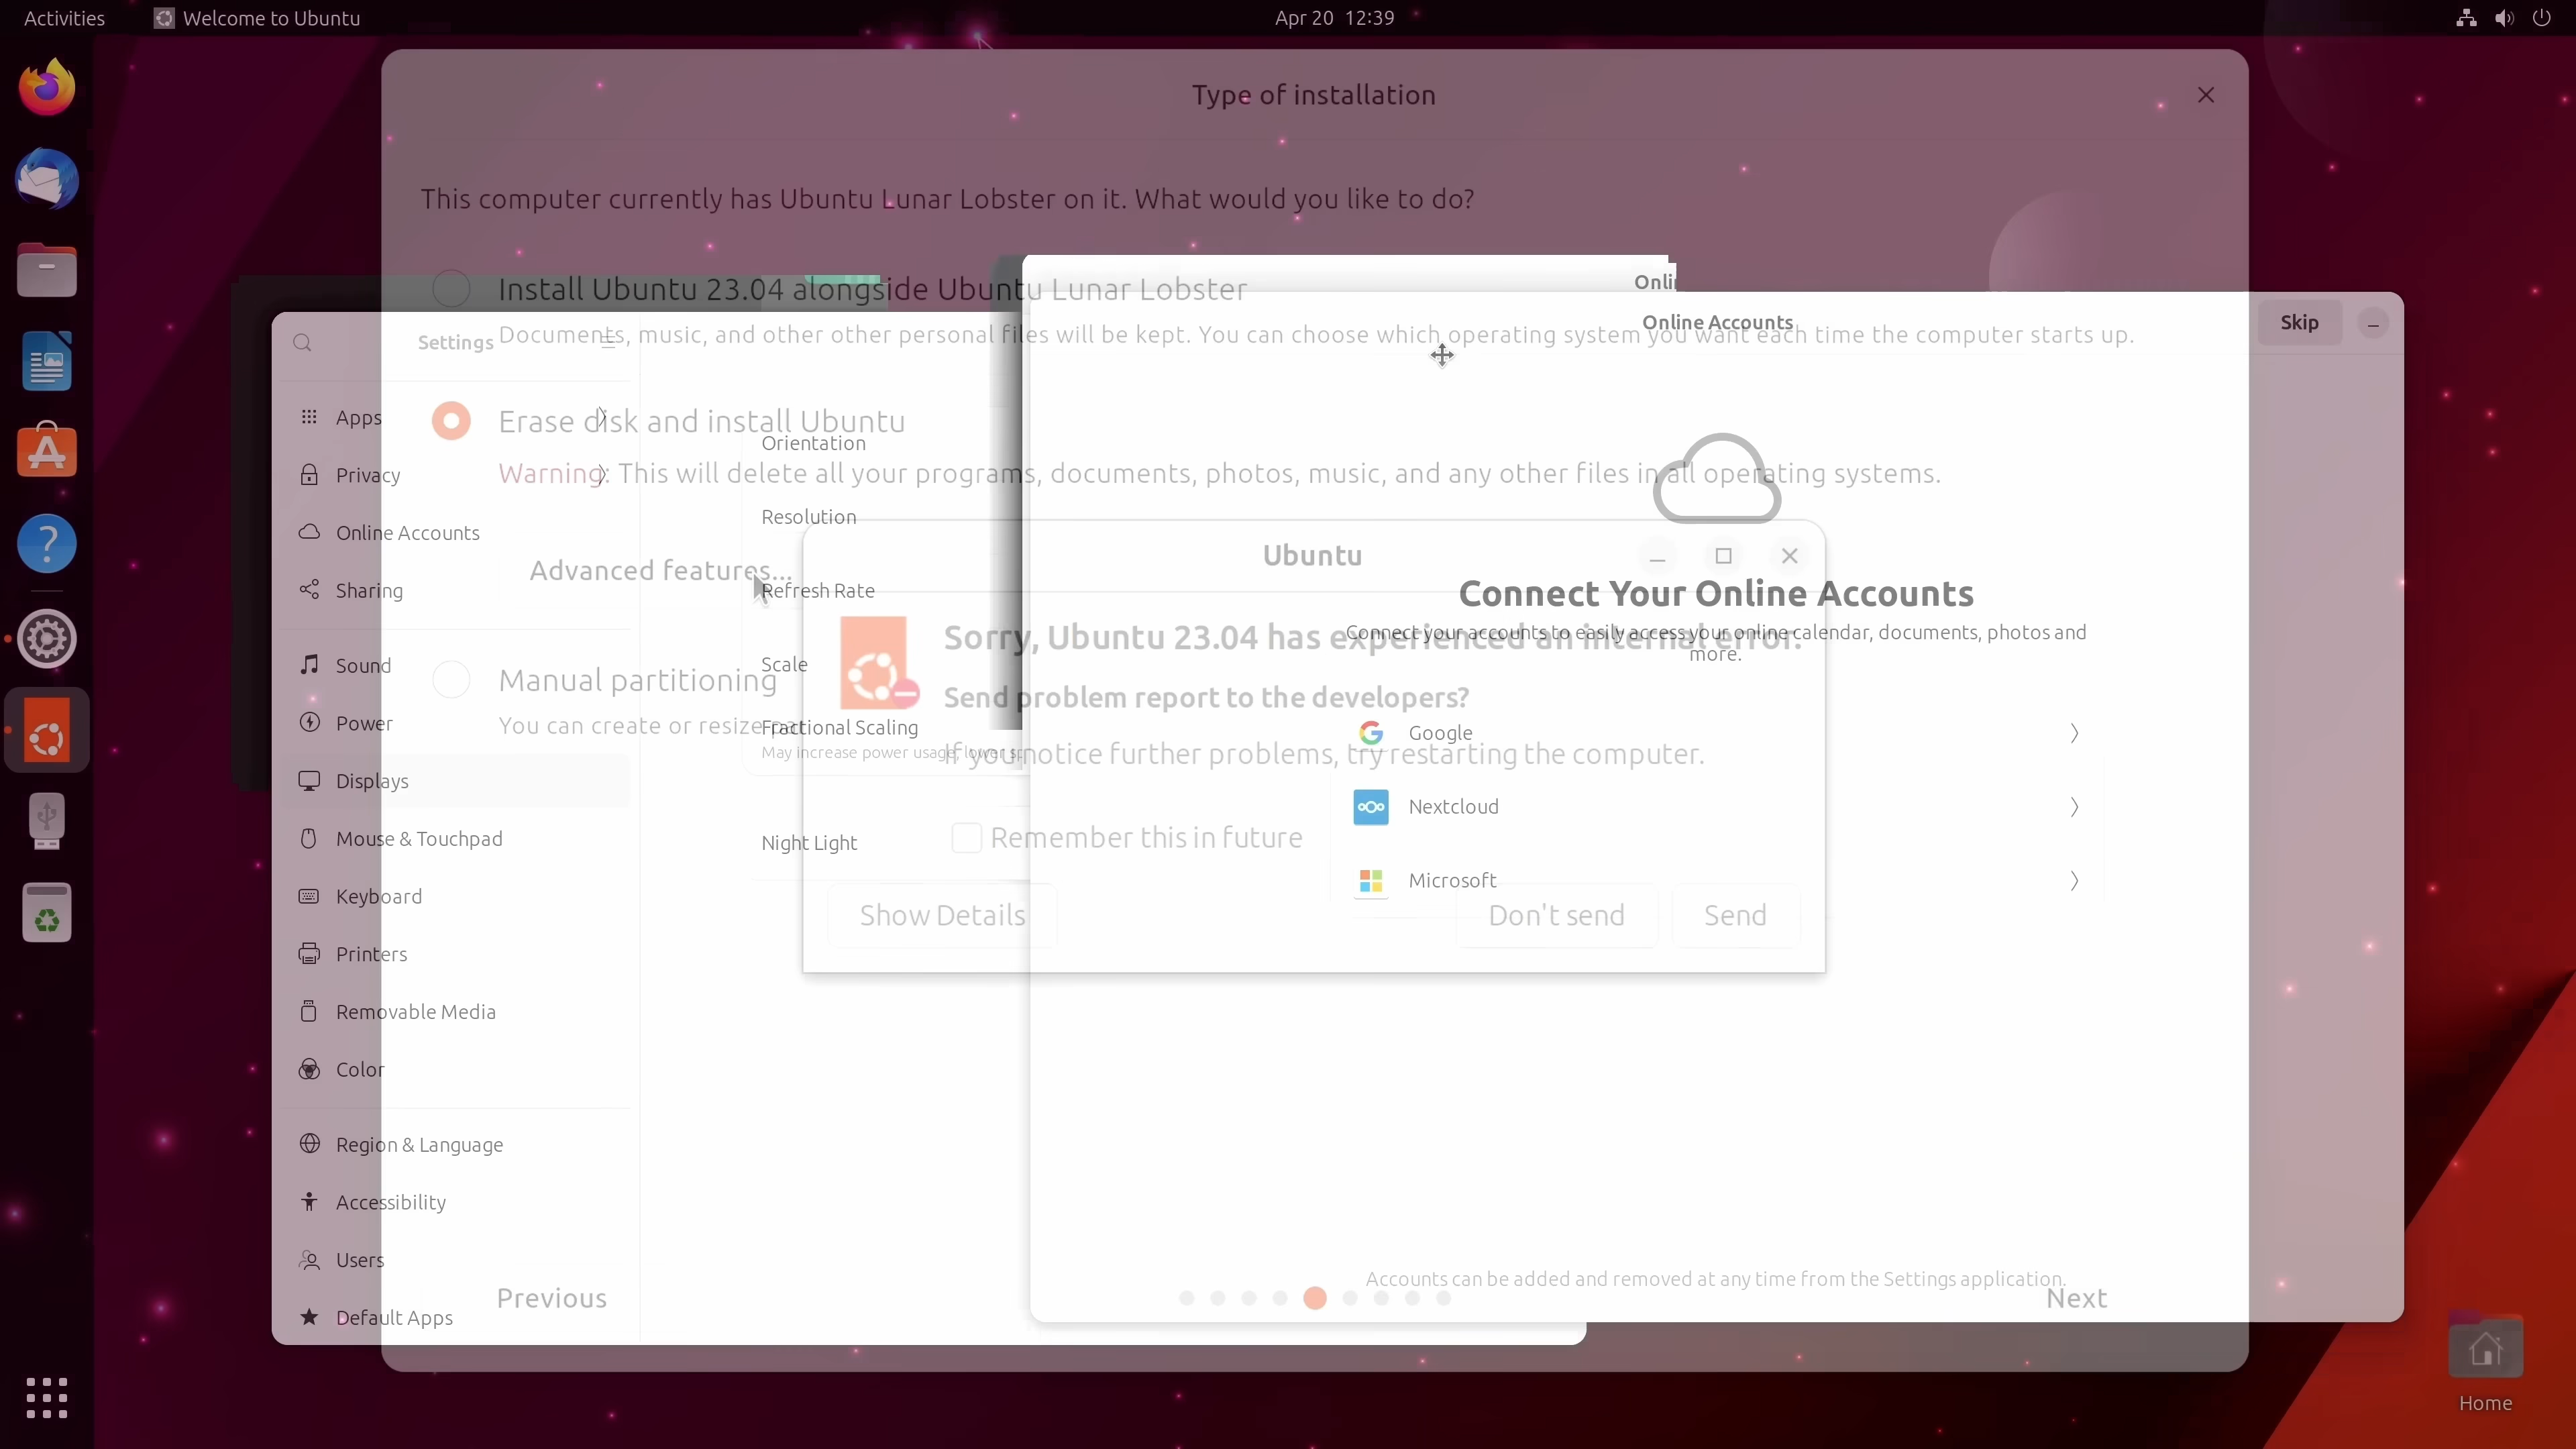 Activities
Welcome to Ubuntu
Apr 20 12:39
Type of installation
This computer currently has Ubuntu Lunar Lobster on it. What would you like to do?
Install Ubuntu 23.04 alongside Ubuntu Lunar Lobster
Documents, music, and other other personal files will be kept. You can choose which operating system you want each time the computer starts up.
Erase disk and install Ubuntu
Warning: This will delete all your programs, documents, photos, music, and any other files in all operating systems.
Advanced features...
Manual partitioning
You can create or resize
Previous
Next
Settings
Apps
Privacy
Online Accounts
Sharing
Sound
Power
Displays
Mouse & Touchpad
Keyboard
Printers
Removable Media
Color
Region & Language
Accessibility
Users
Default Apps
Orientation
Resolution
Refresh Rate
Scale
Fractional Scaling
May increase power usage, lower
Night Light
Ubuntu
Sorry, Ubuntu 23.04 has experienced an internal error.
Send problem report to the developers?
If you notice further problems, try restarting the computer.
Remember this in future
Show Details
Don't send
Send
Online Accounts
Skip
Connect Your Online Accounts
Connect your accounts to easily access your online calendar, documents, photos and
more.
Google
Nextcloud
Microsoft
Accounts can be added and removed at any time from the Settings application.
Home